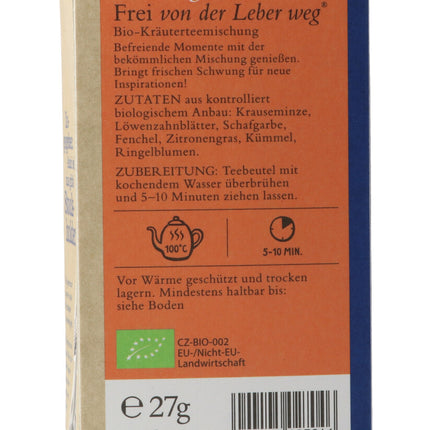 Frei von der Leber weg®
Bio-Kräuterteemischung
Befreiende Momente mit der
bekömmlichen Mischung genießen.
Bringt frischen Schwung für neue
Inspirationen!
ZUTATEN aus kontrolliert
biologischem Anbau: Krauseminze,
Löwenzahnblätter, Schafgarbe,
Fenchel, Zitronengras, Kümmel,
Ringelblumen.
ZUBEREITUNG: Teebeutel mit
kochendem Wasser überbrühen
und 5–10 Minuten ziehen lassen.
100°C
5-10 MIN.
Vor Wärme geschützt und trocken
lagern. Mindestens haltbar bis:
siehe Boden
CZ-BIO-002
EU-/Nicht-EU-
Landwirtschaft
℮ 27g